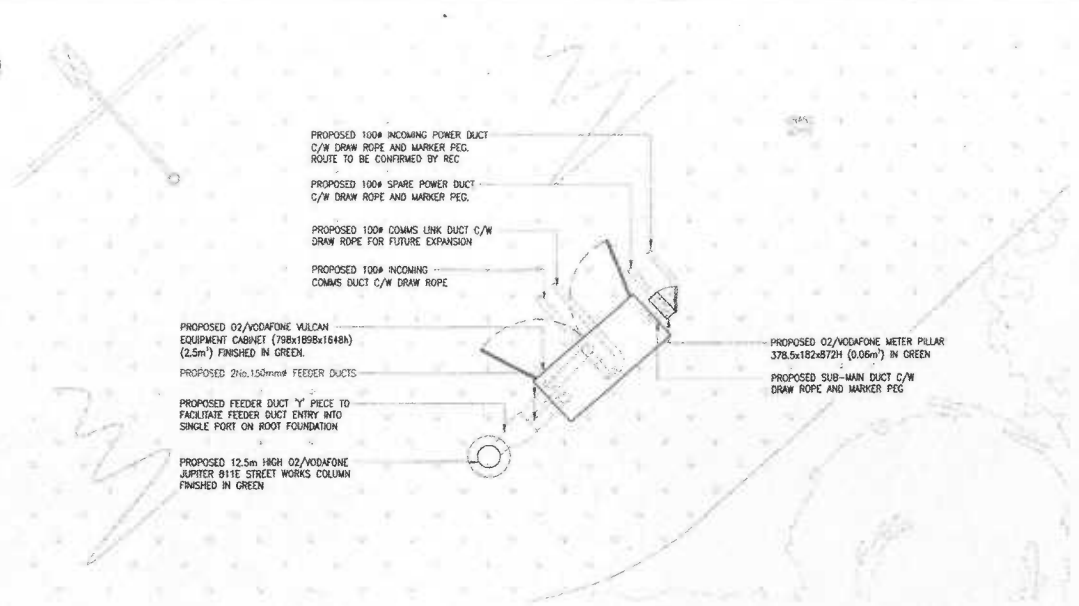 PROPOSED 100ø INCOMING POWER DUCT
C/W DRAW ROPE AND MARKER PEG.
ROUTE TO BE CONFIRMED BY REC
PROPOSED 100ø SPARE POWER DUCT
C/W DRAW ROPE AND MARKER PEG.
PROPOSED 100ø COMMS LINK DUCT C/W
DRAW ROPE FOR FUTURE EXPANSION
PROPOSED 100ø INCOMING
COMMS DUCT C/W DRAW ROPE
PROPOSED O2/VODAFONE VULCAN
EQUIPMENT CABINET (798x1898x1648h)
(2.5m³) FINISHED IN GREEN.
PROPOSED 2No.150mmø FEEDER DUCTS
PROPOSED FEEDER DUCT 'Y' PIECE TO
FACILITATE FEEDER DUCT ENTRY INTO
SINGLE PORT ON ROOT FOUNDATION
PROPOSED 12.5m HIGH O2/VODAFONE
JUPITER 811E STREET WORKS COLUMN
FINISHED IN GREEN
PROPOSED O2/VODAFONE METER PILLAR
378.5x182x872H (0.06m³) IN GREEN
PROPOSED SUB-MAIN DUCT C/W
DRAW ROPE AND MARKER PEG